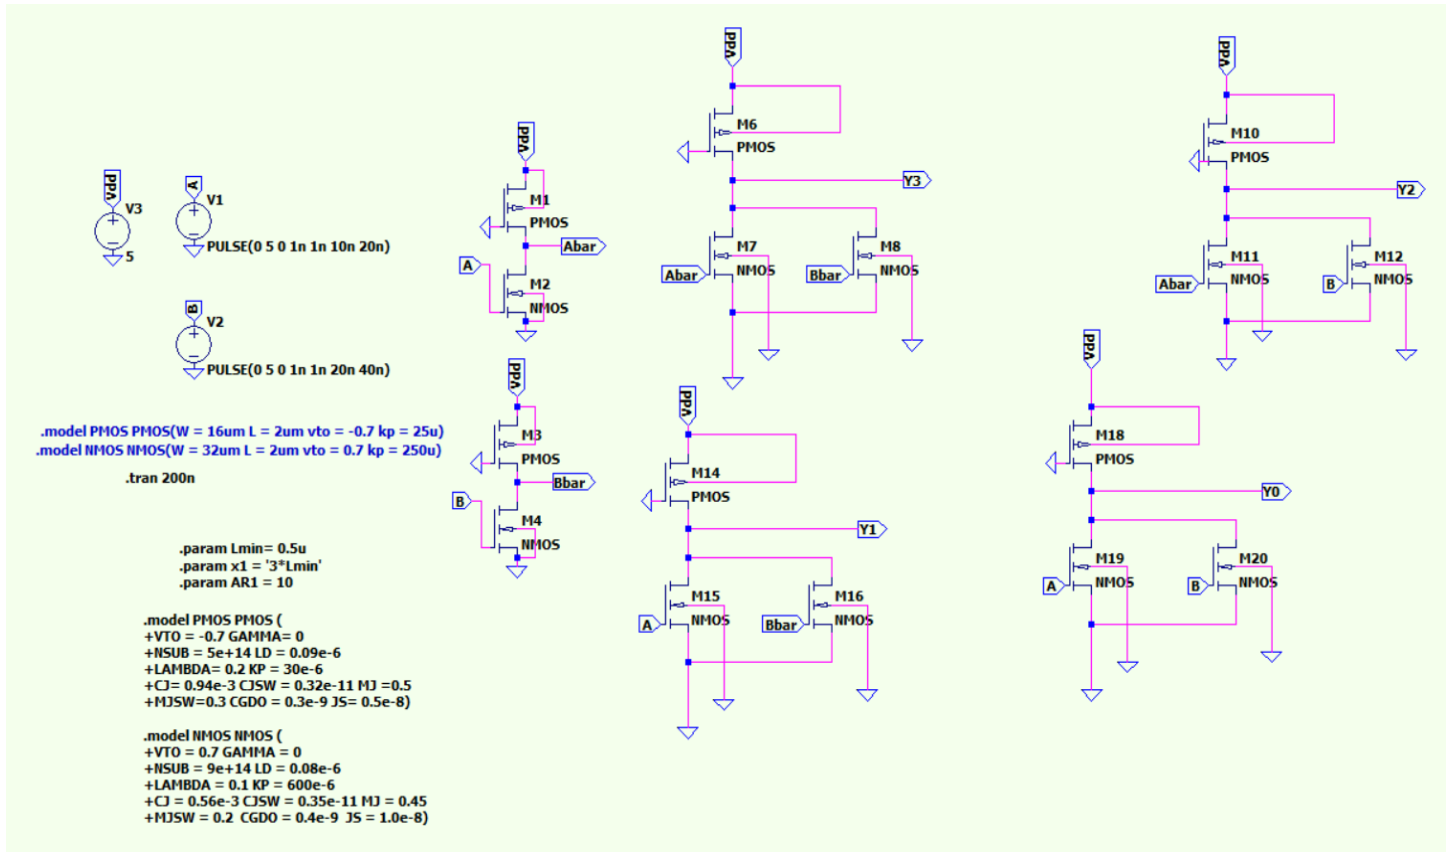 Vdd
V3
5
A
V1
PULSE(0 5 0 1n 1n 10n 20n)
B
V2
PULSE(0 5 0 1n 1n 20n 40n)
.model PMOS PMOS(W = 16um L = 2um vto = -0.7 kp = 25u)
.model NMOS NMOS(W = 32um L = 2um vto = 0.7 kp = 250u)
.tran 200n
.param Lmin= 0.5u
.param x1 = '3*Lmin'
.param AR1 = 10
.model PMOS PMOS (
+VTO = -0.7 GAMMA= 0
+NSUB = 5e+14 LD = 0.09e-6
+LAMBDA= 0.2 KP = 30e-6
+CJ= 0.94e-3 CJSW = 0.32e-11 MJ =0.5
+MJSW=0.3 CGDO = 0.3e-9 JS= 0.5e-8)
.model NMOS NMOS (
+VTO = 0.7 GAMMA = 0
+NSUB = 9e+14 LD = 0.08e-6
+LAMBDA = 0.1 KP = 600e-6
+CJ = 0.56e-3 CJSW = 0.35e-11 MJ = 0.45
+MJSW = 0.2 CGDO = 0.4e-9 JS = 1.0e-8)
Vdd
M1
PMOS
Abar
A
M2
NMOS
Vdd
M3
PMOS
Bbar
B
M4
NMOS
Vdd
M6
PMOS
Y3
M7
M8
Abar
NMOS
Bbar
NMOS
Vdd
M14
PMOS
Y1
M15
M16
A
NMOS
Bbar
NMOS
Vdd
M10
PMOS
Y2
M11
M12
Abar
NMOS
B
NMOS
Vdd
M18
PMOS
Y0
M19
M20
A
NMOS
B
NMOS